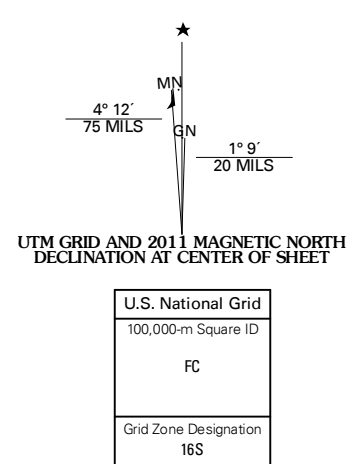 MN
4° 12´
75 MILS
GN
1° 9´
20 MILS
UTM GRID AND 2011 MAGNETIC NORTH
DECLINATION AT CENTER OF SHEET
U.S. National Grid
100,000-m Square ID
FC
Grid Zone Designation
16S